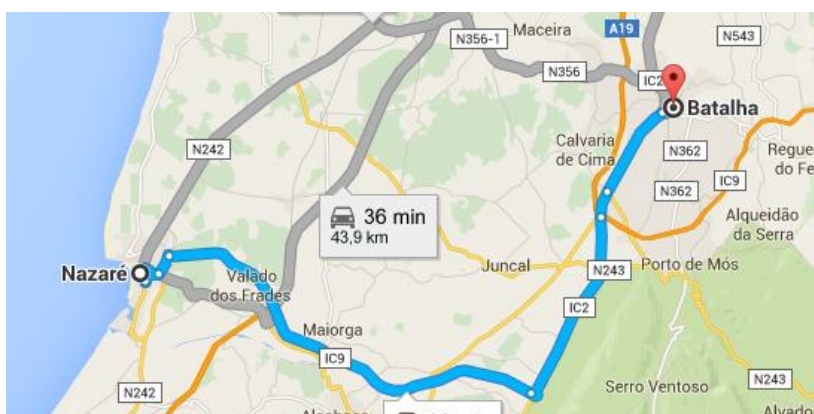 Maceira
A19
N543
N356-1
N356
IC2
Batalha
N242
Calvaria
de Cima
N362
Regue
do Fe
N362
IC9
Alqueidão
da Serra
36 min
43,9 km
Nazaré
Valado
dos Frades
Juncal
N243
Porto de Mós
IC2
Maiorga
IC9
N242
Serro Ventoso
N243
Alvado